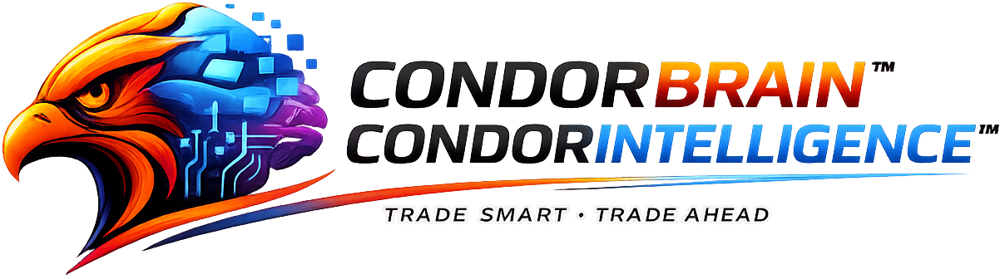 CONDORBRAIN™
CONDORINTELLIGENCE™
TRADE SMART • TRADE AHEAD